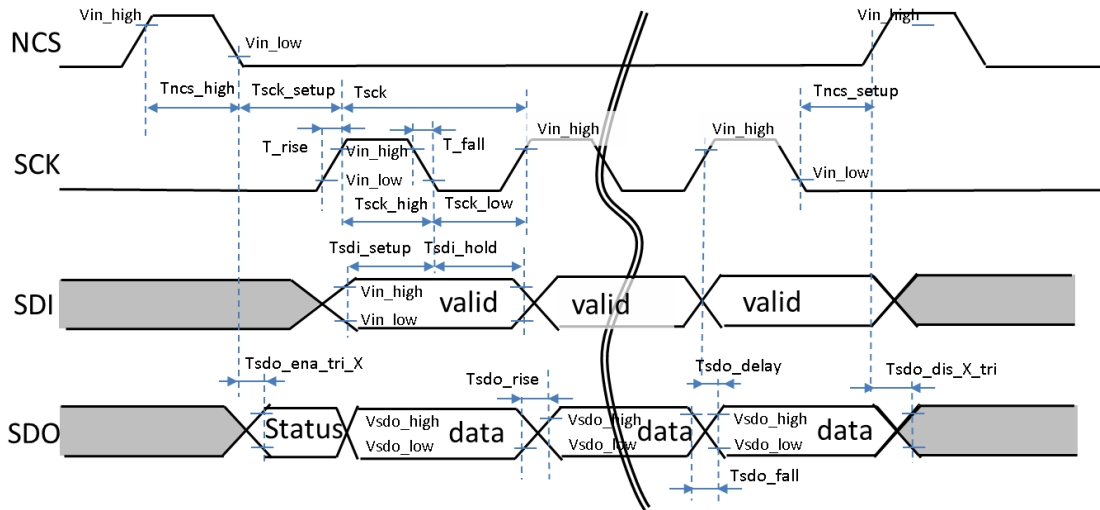 NCS
Vin_high
Vin_low
Vin_high
Tncs_high
Tsck_setup
Tsck
Tncs_setup
SCK
T_rise
Vin_high
Vin_low
T_fall
Vin_high
Vin_high
Vin_low
Tsck_high
Tsck_low
Tsdi_setup
Tsdi_hold
SDI
Vin_high
Vin_low
valid
valid
valid
Tsdo_ena_tri_X
Tsdo_rise
Tsdo_delay
Tsdo_dis_X_tri
SDO
Status
Vsdo_high
Vsdo_low
data
Vsdo_high
Vsdo_low
data
Vsdo_high
Vsdo_low
data
Tsdo_fall